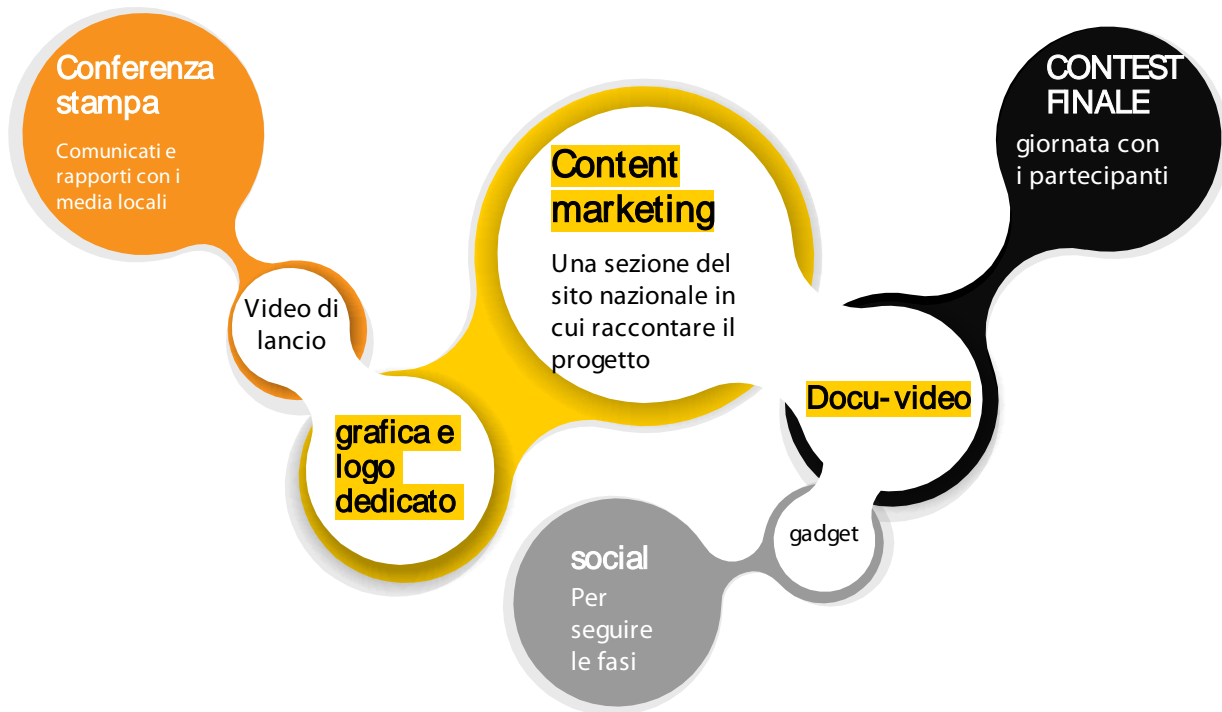 Conferenza
stampa
Comunicati e
rapporti con i
media locali
Video di
lancio
grafica e
logo
dedicato
Content
marketing
Una sezione del
sito nazionale in
cui raccontare il
progetto
CONTEST
FINALE
giornata con
i partecipanti
Docu-video
gadget
social
Per
seguire
le fasi